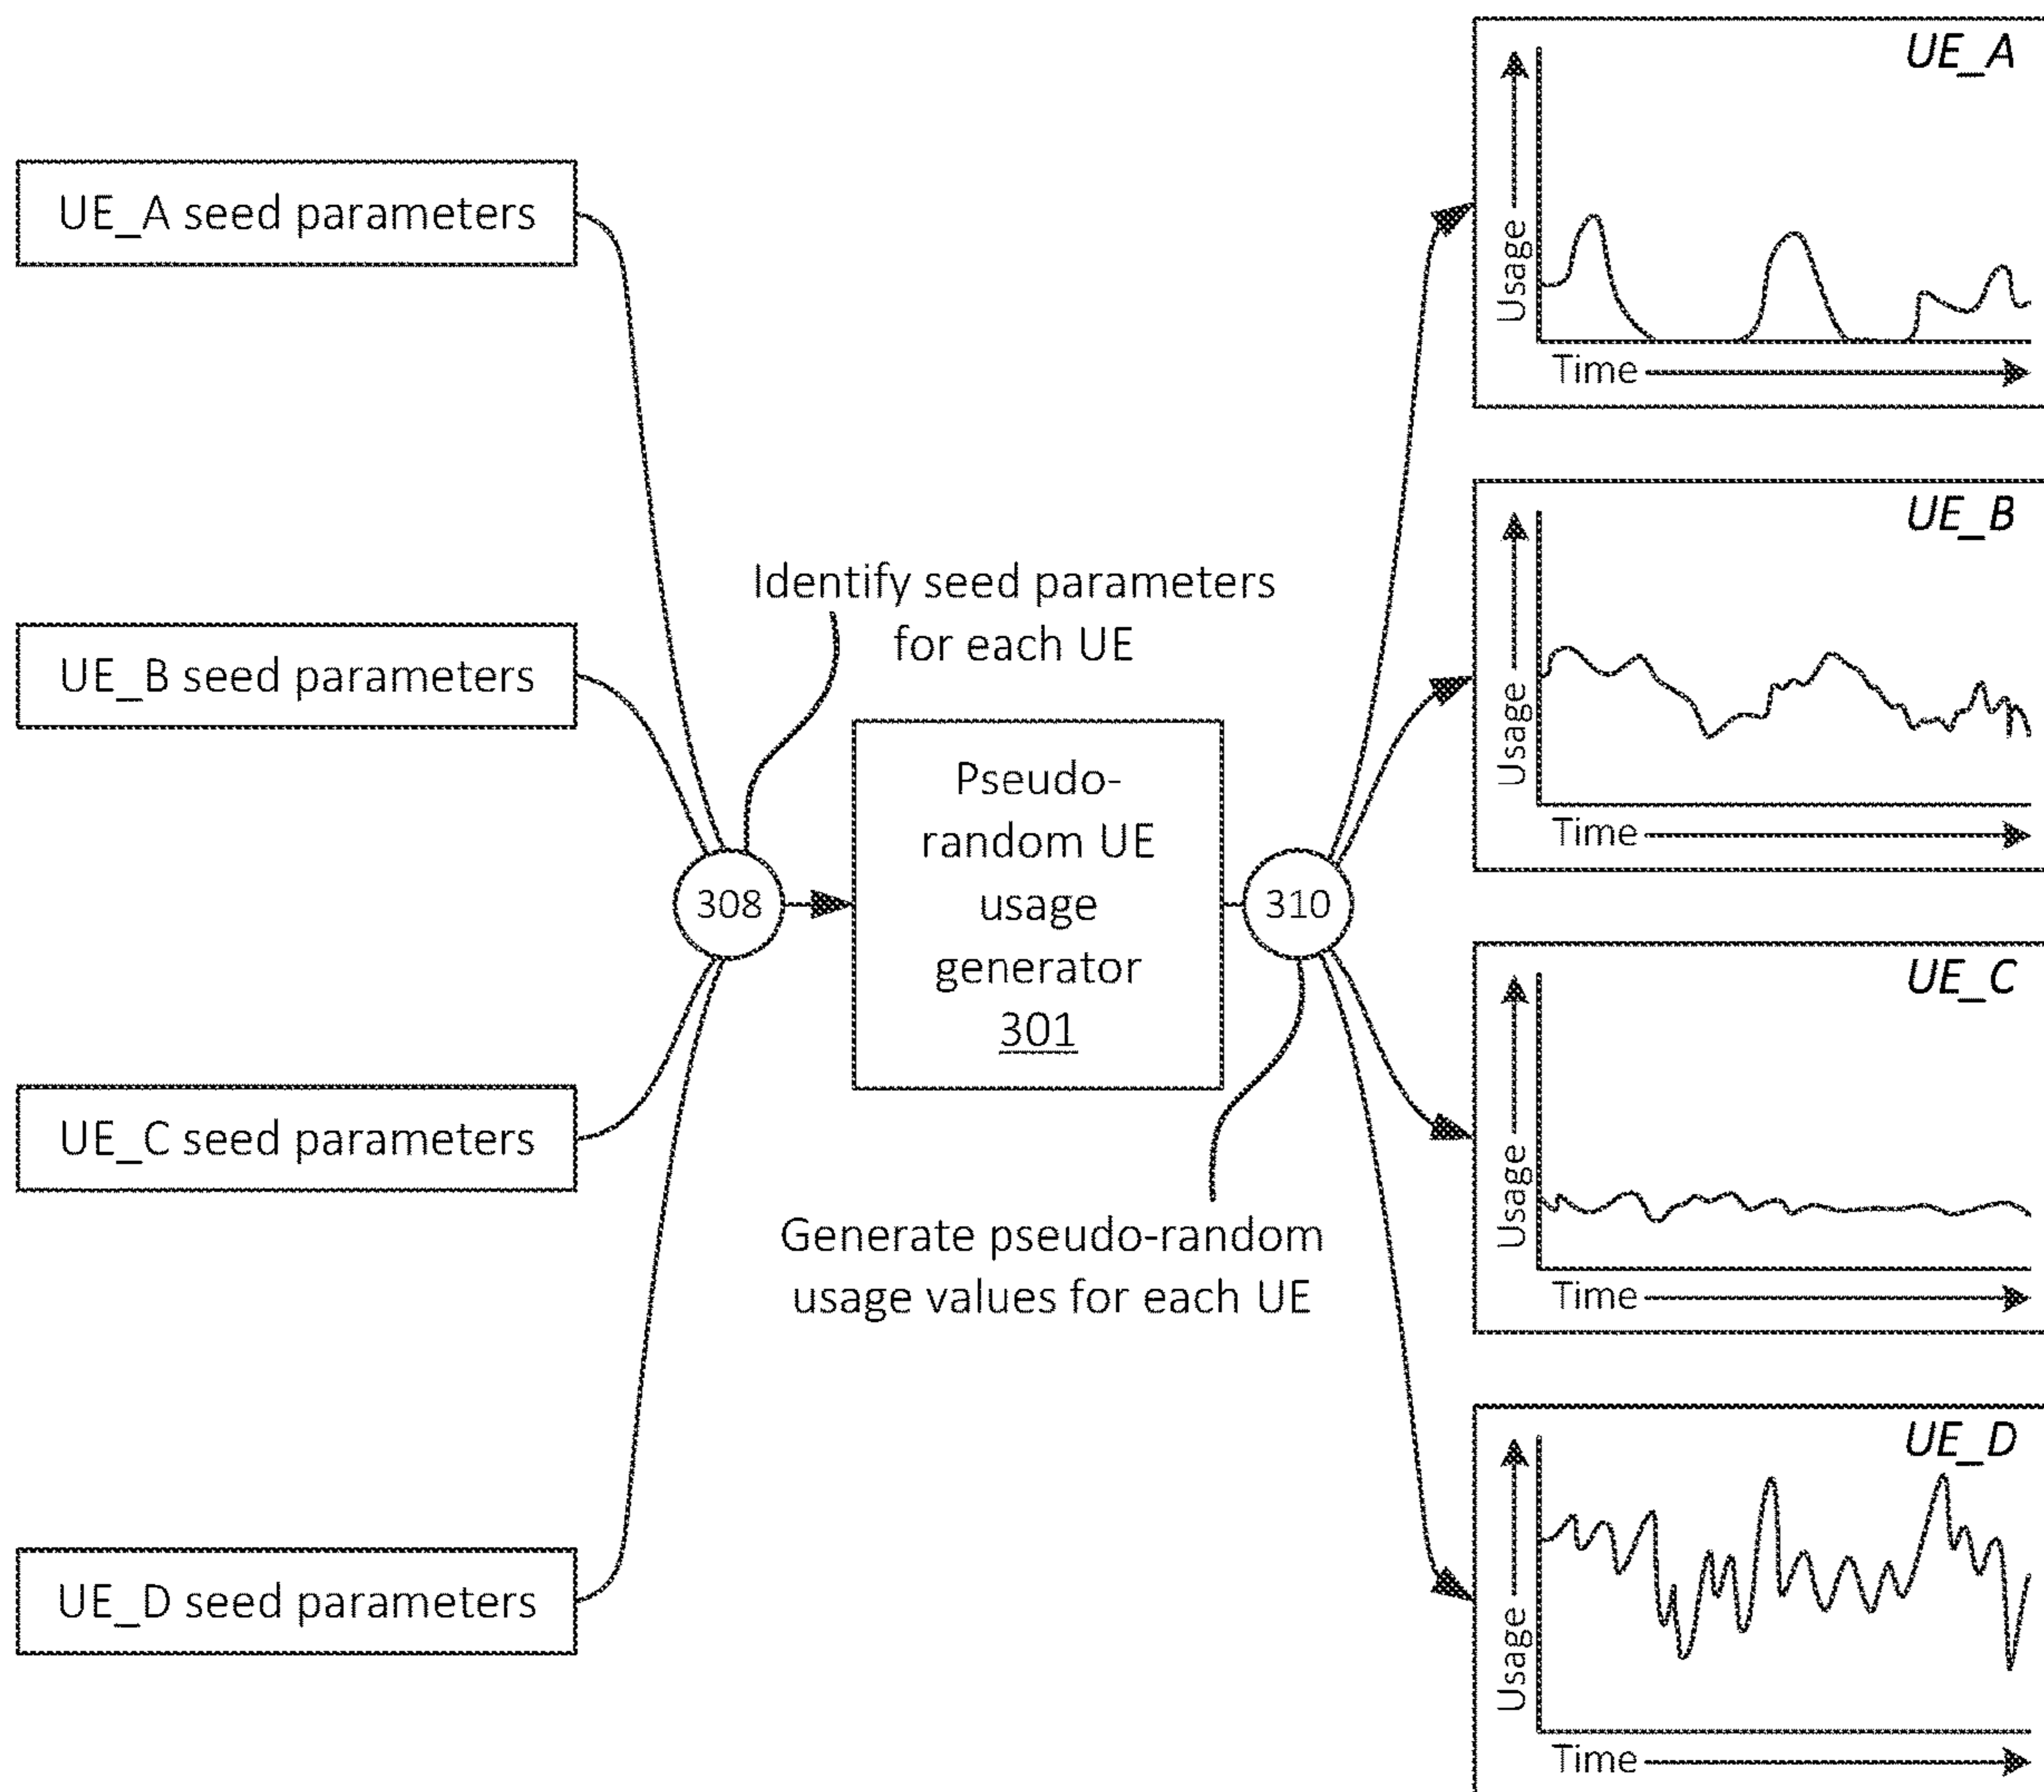 UE_A seed parameters
UE_B seed parameters
UE_C seed parameters
UE_D seed parameters
Identify seed parameters
for each UE
308
Pseudo-
random UE
usage
generator
301
310
Generate pseudo-random
usage values for each UE
UE_A
Usage
Time
UE_B
Usage
Time
UE_C
Usage
Time
UE_D
Usage
Time